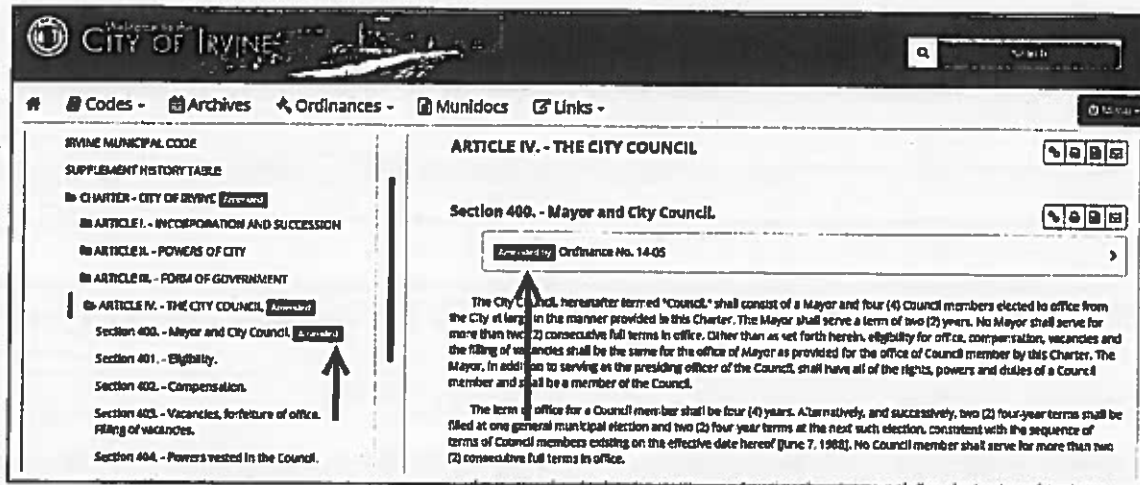 Welcome to the
CITY OF IRVINE
Search
Codes
Archives
Ordinances
Munidocs
Links
IRVINE MUNICIPAL CODE
SUPPLEMENT HISTORY TABLE
CHARTER - CITY OF IRVINE Amended
ARTICLE I. - INCORPORATION AND SUCCESSION
ARTICLE II. - POWERS OF CITY
ARTICLE III. - FORM OF GOVERNMENT
ARTICLE IV. - THE CITY COUNCIL Amended
Section 400. - Mayor and City Council. Amended
Section 401. - Eligibility.
Section 402. - Compensation.
Section 403. - Vacancies, forfeiture of office.
Filling of vacancies.
Section 404. - Powers vested in the Council.
ARTICLE IV. - THE CITY COUNCIL
Section 400. - Mayor and City Council.
Amended by Ordinance No. 14-05
The City Council, hereinafter termed "Council," shall consist of a Mayor and four (4) Council members elected to office from
the City at large in the manner provided in this Charter. The Mayor shall serve a term of two (2) years. No Mayor shall serve for
more than two (2) consecutive full terms in office. Other than as set forth herein, eligibility for office, compensation, vacancies and
the filling of vacancies shall be the same for the office of Mayor as provided for the office of Council member by this Charter. The
Mayor, in addition to serving as the presiding officer of the Council, shall have all of the rights, powers and duties of a Council
member and shall be a member of the Council.
The term of office for a Council member shall be four (4) years. Alternatively, and successively, two (2) four-year terms shall be
filled at one general municipal election and two (2) four year terms at the next such election, consistent with the sequence of
terms of Council members existing on the effective date hereof [June 7, 1988]. No Council member shall serve for more than two
(2) consecutive full terms in office.